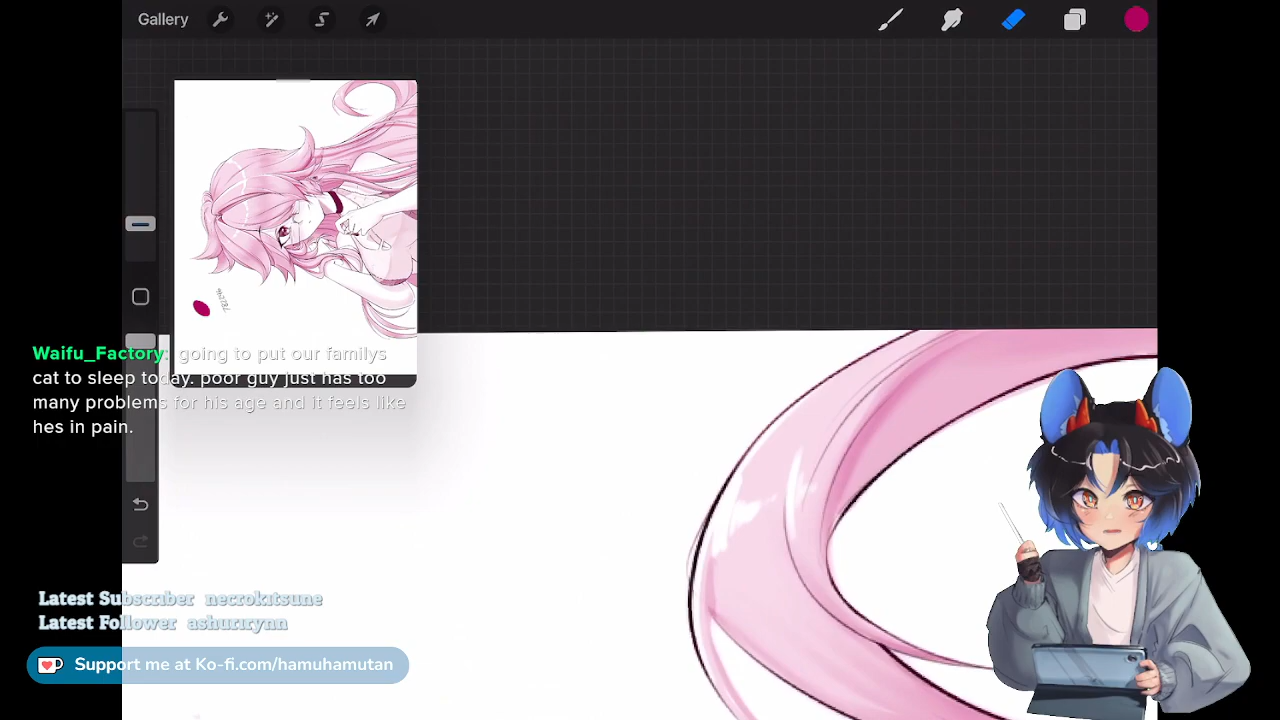 Gallery
Waifu_Factory: going to put our familys
cat to sleep today. poor guy just has too
many problems for his age and it feels like
hes in pain.
Latest Subscriber necrokitsune
Latest Follower ashurirynn
Support me at Ko-fi.com/hamuhamutan